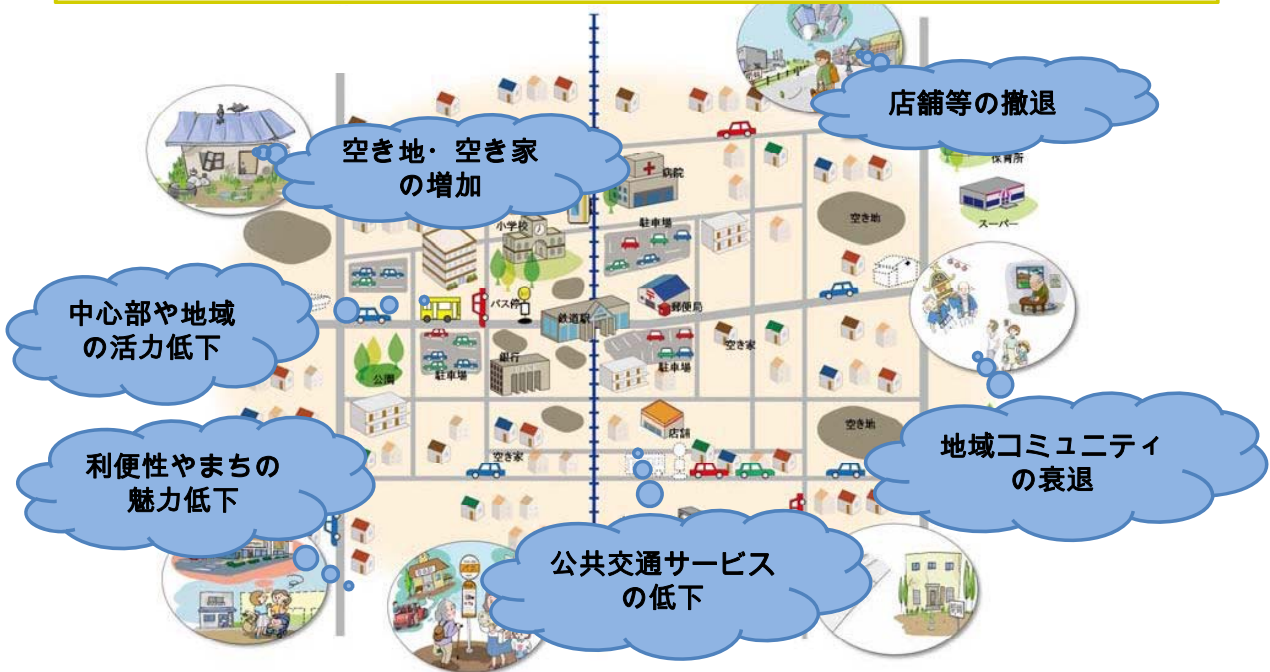 店舗等の撤退
空き地・空き家
の増加
保育所
病院
スーパー
空き地
小学校
駐車場
バス停
郵便局
中心部や地域
の活力低下
鉄道駅
空き家
銀行
駐車場
駐車場
公園
店舗
空き地
地域コミュニティ
の衰退
利便性やまちの
魅力低下
空き家
公共交通サービス
の低下